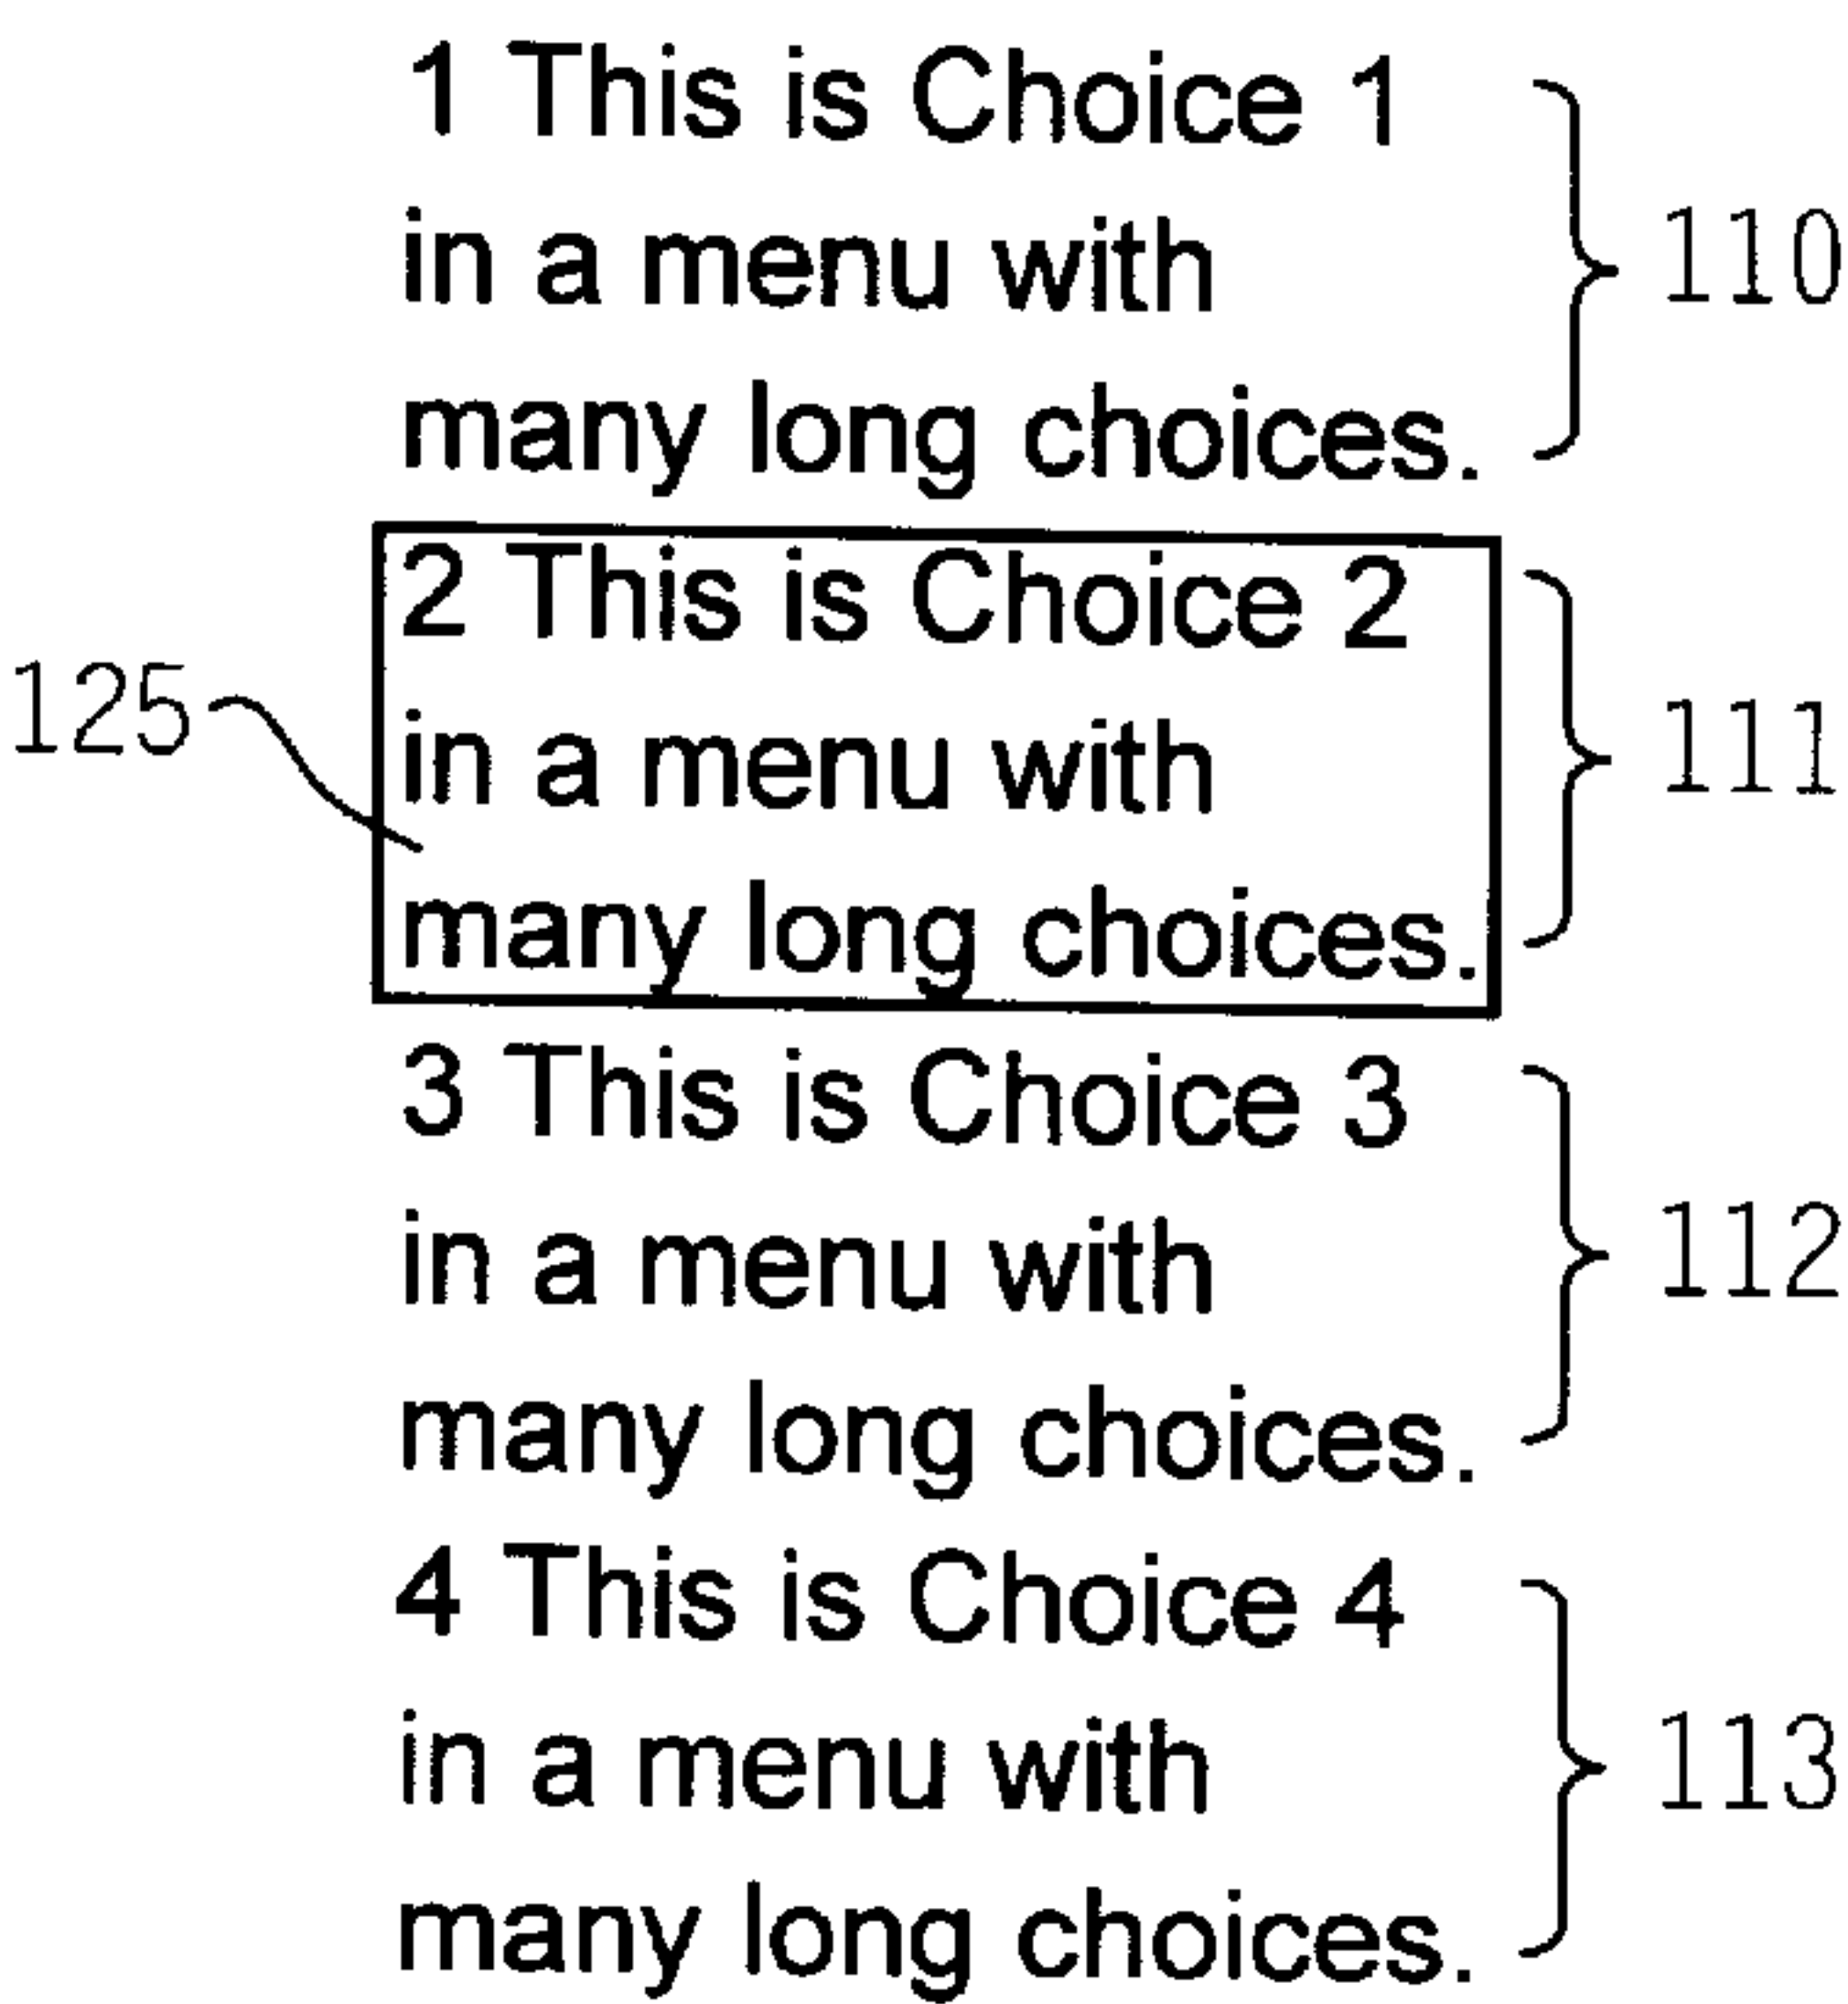 1 This is Choice 1
in a menu with
many long choices.
110
2 This is Choice 2
in a menu with
many long choices.
125
111
3 This is Choice 3
in a menu with
many long choices.
112
4 This is Choice 4
in a menu with
many long choices.
113